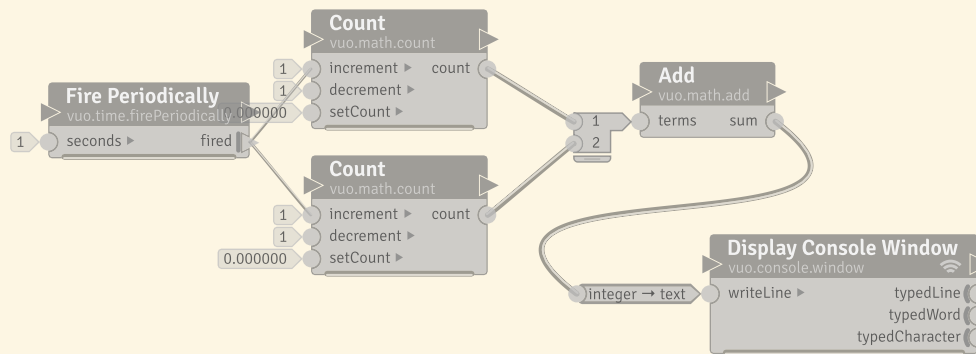 Count
vuo.math.count
1 increment count
1 decrement
0.000000 setCount
Fire Periodically
vuo.time.firePeriodically
1 seconds fired
Count
vuo.math.count
1 increment count
1 decrement
0.000000 setCount
1
2
Add
vuo.math.add
terms sum
integer → text
Display Console Window
vuo.console.window
writeLine typedLine
typedWord
typedCharacter